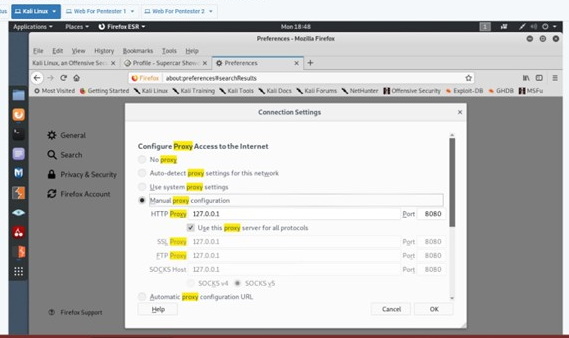 Kali Linux Web For Pentester 1 Web For Pentester 2
Applications Places Firefox ESR Mon 18:48 1
Preferences - Mozilla Firefox
File Edit View History Bookmarks Tools Help
Kali Linux, an Offensive Sec Profile - Supercar Show Preferences
Firefox about:preferences#searchResults
Most Visited Getting Started Kali Linux Kali Training Kali Tools Kali Docs Kali Forums NetHunter Offensive Security Exploit-DB GHDB MSFu
General
Search
Privacy & Security
Firefox Account
Firefox Support
Connection Settings
Configure Proxy Access to the Internet
No proxy
Auto-detect proxy settings for this network
Use system proxy settings
Manual proxy configuration
HTTP Proxy 127.0.0.1 Port 8080
Use this proxy server for all protocols
SSL Proxy 127.0.0.1 Port 8080
FTP Proxy 127.0.0.1 Port 8080
SOCKS Host 127.0.0.1 Port 8080
SOCKS v4 SOCKS v5
Automatic proxy configuration URL
Help Cancel OK